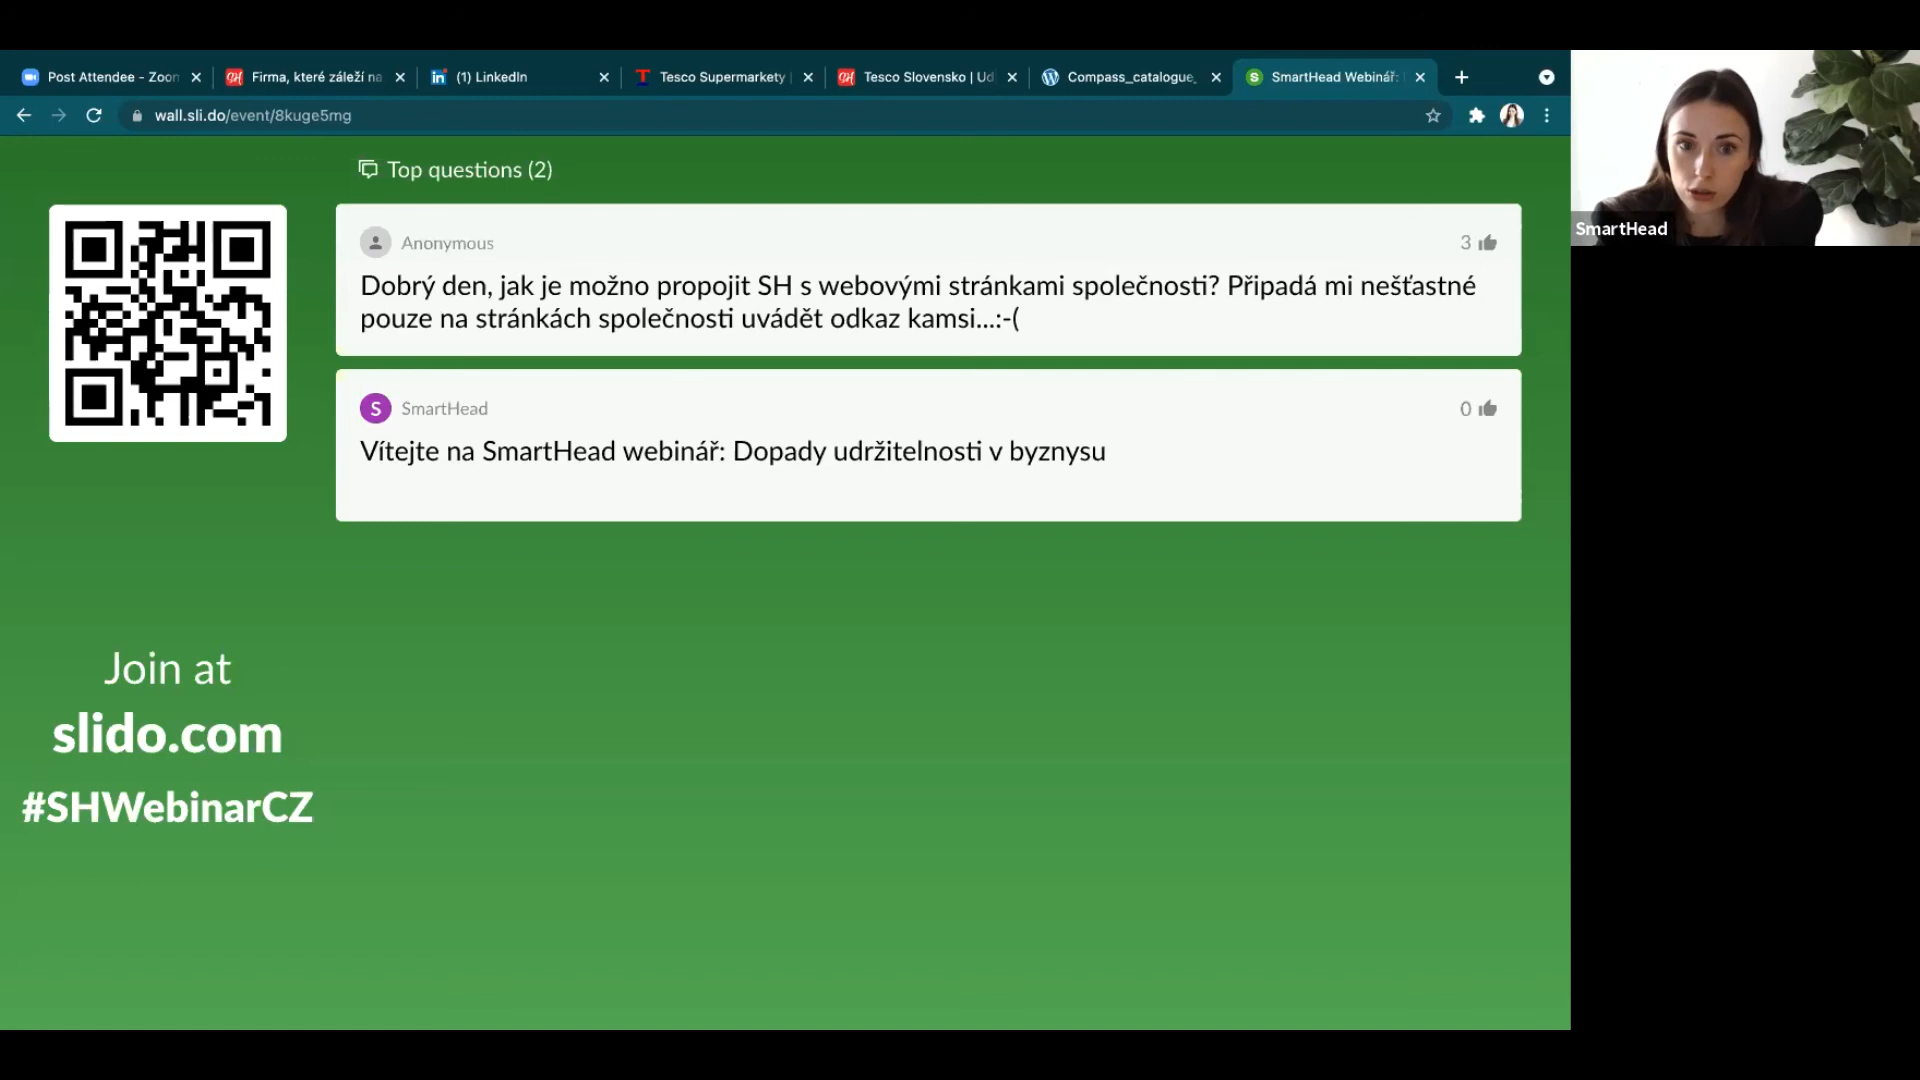 Post Attendee - Zoom
Firma, které záleží na
(1) LinkedIn
Tesco Supermarkety
Tesco Slovensko | Ud
Compass_catalogue_
SmartHead Webinář:
wall.sli.do/event/8kuge5mg
Top questions (2)
Anonymous
3
Dobrý den, jak je možno propojit SH s webovými stránkami společnosti? Připadá mi nešťastné
pouze na stránkách společnosti uvádět odkaz kamsi...:-(
S SmartHead
0
Vítejte na SmartHead webinář: Dopady udržitelnosti v byznysu
Join at
slido.com
#SHWebinarCZ
SmartHead